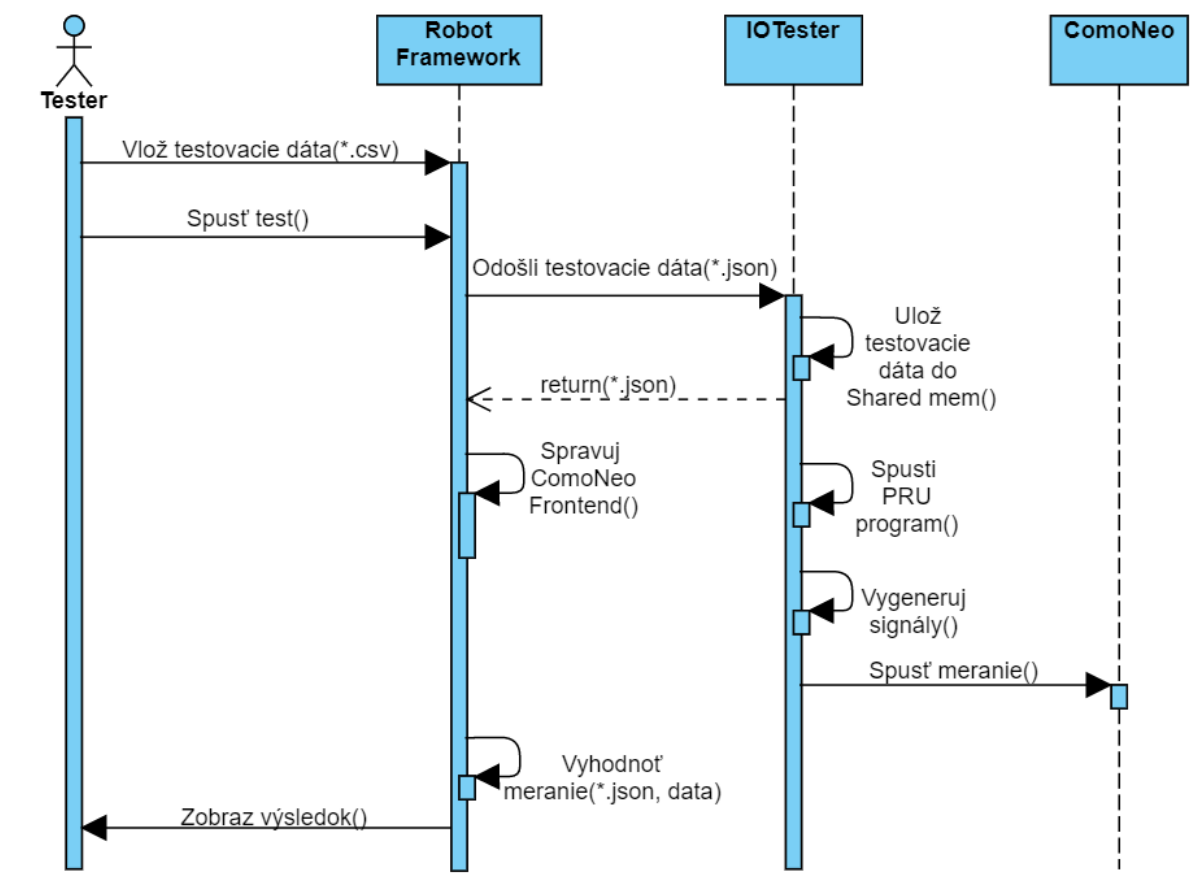 Robot
Framework
IOTester
ComoNeo
Tester
Vlož testovacie dáta(*.csv)
Spusť test()
Odošli testovacie dáta(*.json)
Ulož
testovacie
dáta do
Shared mem()
return(*.json)
Spravuj
ComoNeo
Frontend()
Spusti
PRU
program()
Vygeneruj
signály()
Spusť meranie()
Vyhodnoť
meranie(*.json, data)
Zobraz výsledok()